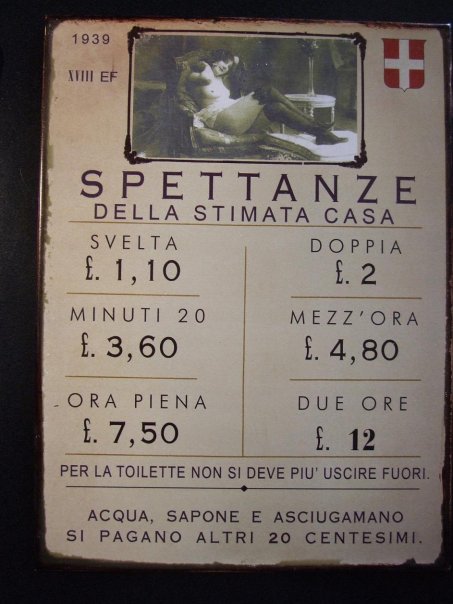 1939
XVIII EF
SPETTANZE
DELLA STIMATA CASA
SVELTA
£. 1,10
DOPPIA
£. 2
MINUTI 20
£. 3,60
MEZZ'ORA
£. 4,80
ORA PIENA
£. 7,50
DUE ORE
£. 12
PER LA TOILETTE NON SI DEVE PIU' USCIRE FUORI.
ACQUA, SAPONE E ASCIUGAMANO
SI PAGANO ALTRI 20 CENTESIMI.